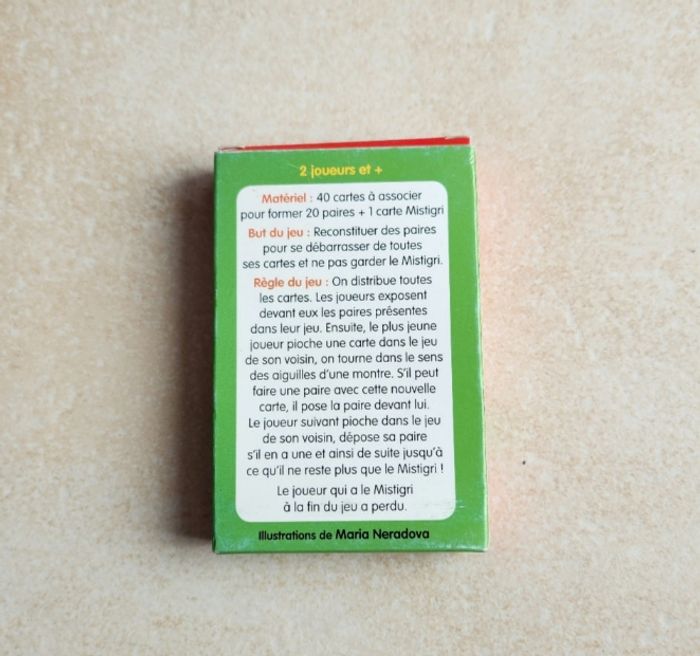 2 joueurs et +
Matériel : 40 cartes à associer
pour former 20 paires + 1 carte Mistigri
But du jeu : Reconstituer des paires
pour se débarrasser de toutes
ses cartes et ne pas garder le Mistigri.
Règle du jeu : On distribue toutes
les cartes. Les joueurs exposent
devant eux les paires présentes
dans leur jeu. Ensuite, le plus jeune
joueur pioche une carte dans le jeu
de son voisin, on tourne dans le sens
des aiguilles d'une montre. S'il peut
faire une paire avec cette nouvelle
carte, il pose la paire devant lui.
Le joueur suivant pioche dans le jeu
de son voisin, dépose sa paire
s'il en a une et ainsi de suite jusqu'à
ce qu'il ne reste plus que le Mistigri !
Le joueur qui a le Mistigri
à la fin du jeu a perdu.
Illustrations de Maria Neradova